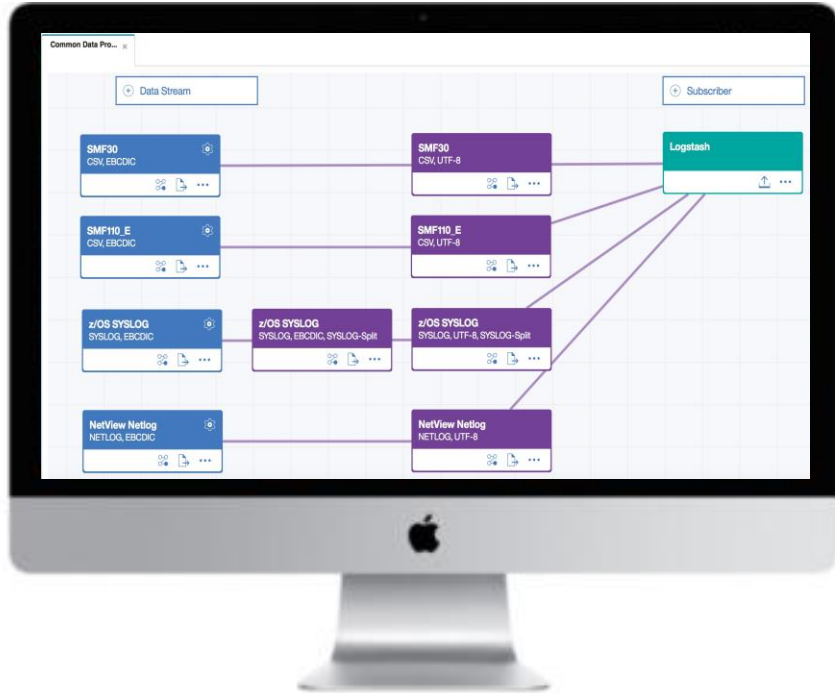 Common Data Pro...
Data Stream
Subscriber
SMF30
CSV, EBCDIC
SMF30
CSV, UTF-8
Logstash
SMF110_E
CSV, EBCDIC
SMF110_E
CSV, UTF-8
z/OS SYSLOG
SYSLOG, EBCDIC
z/OS SYSLOG
SYSLOG, EBCDIC, SYSLOG-Split
z/OS SYSLOG
SYSLOG, UTF-8, SYSLOG-Split
NetView Netlog
NETLOG, EBCDIC
NetView Netlog
NETLOG, UTF-8